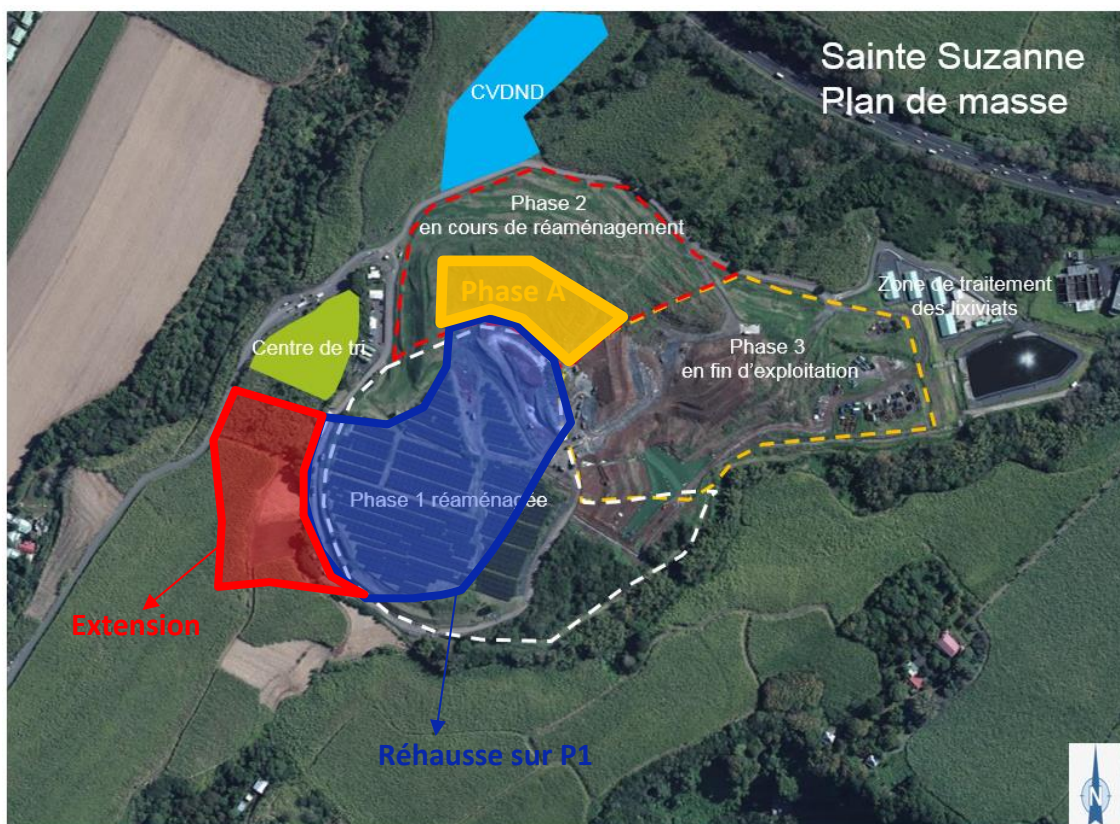 Sainte Suzanne
Plan de masse
CVDND
Phase 2
en cours de réaménagement
Phase A
Zone de traitement
des lixiviats
Centre de tri
Phase 3
en fin d'exploitation
Phase 1 réaménagée
Extension
Réhausse sur P1
N